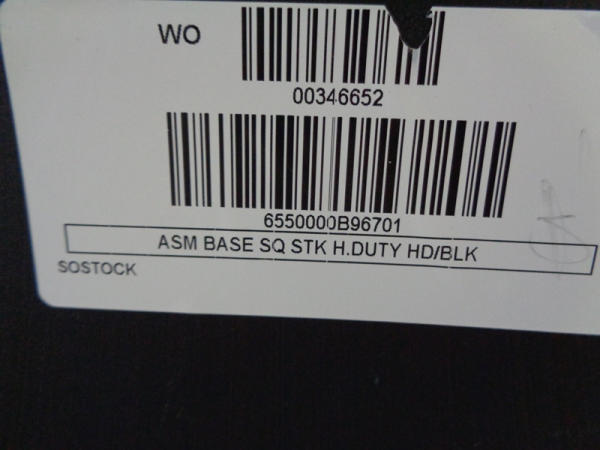 WO
00346652
6550000B96701
ASM BASE SQ STK H.DUTY HD/BLK
SOSTOCK